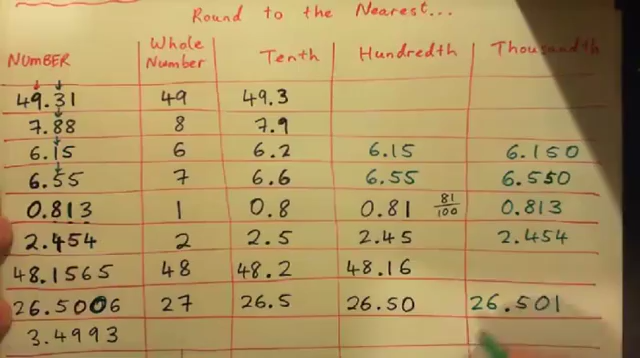 Round to the Nearest...
NUMBER Whole Number Tenth Hundredth Thousandth
49.31 49 49.3
7.88 8 7.9
6.15 6 6.2 6.15 6.150
6.55 7 6.6 6.55 6.550
0.813 1 0.8 0.81 81/100 0.813
2.454 2 2.5 2.45 2.454
48.1565 48 48.2 48.16
26.5006 27 26.5 26.50 26.501
3.4993